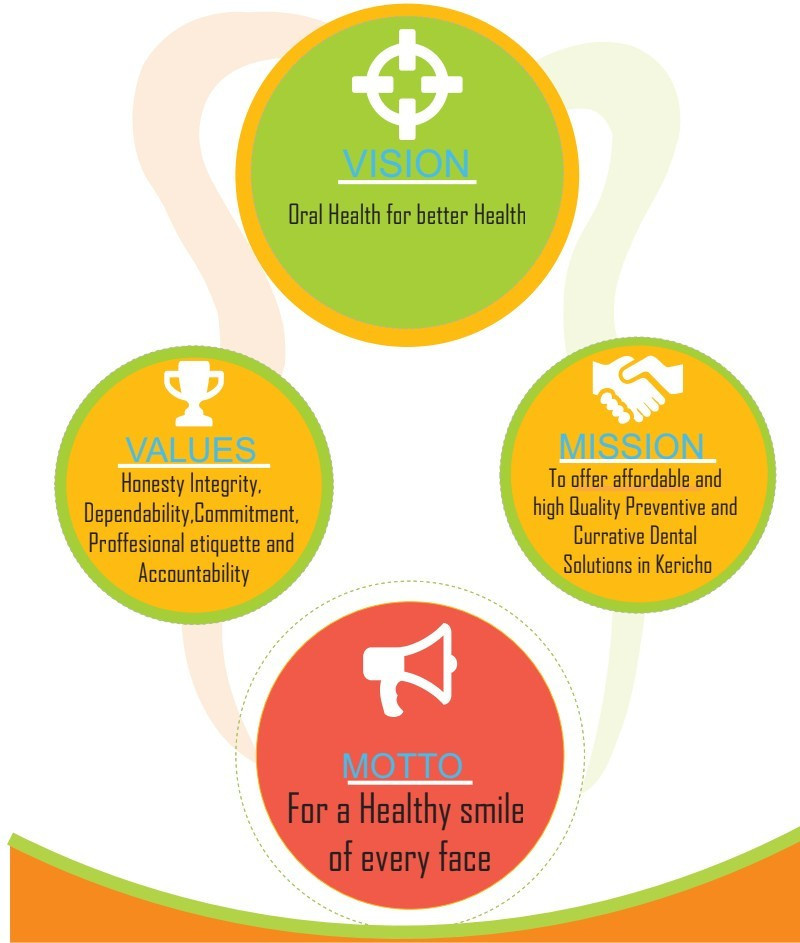 VISION
Oral Health for better Health
VALUES
Honesty Integrity,
Dependability,Commitment,
Proffesional etiquette and
Accountability
MISSION
To offer affordable and
high Quality Preventive and
Currative Dental
Solutions in Kericho
MOTTO
For a Healthy smile
of every face